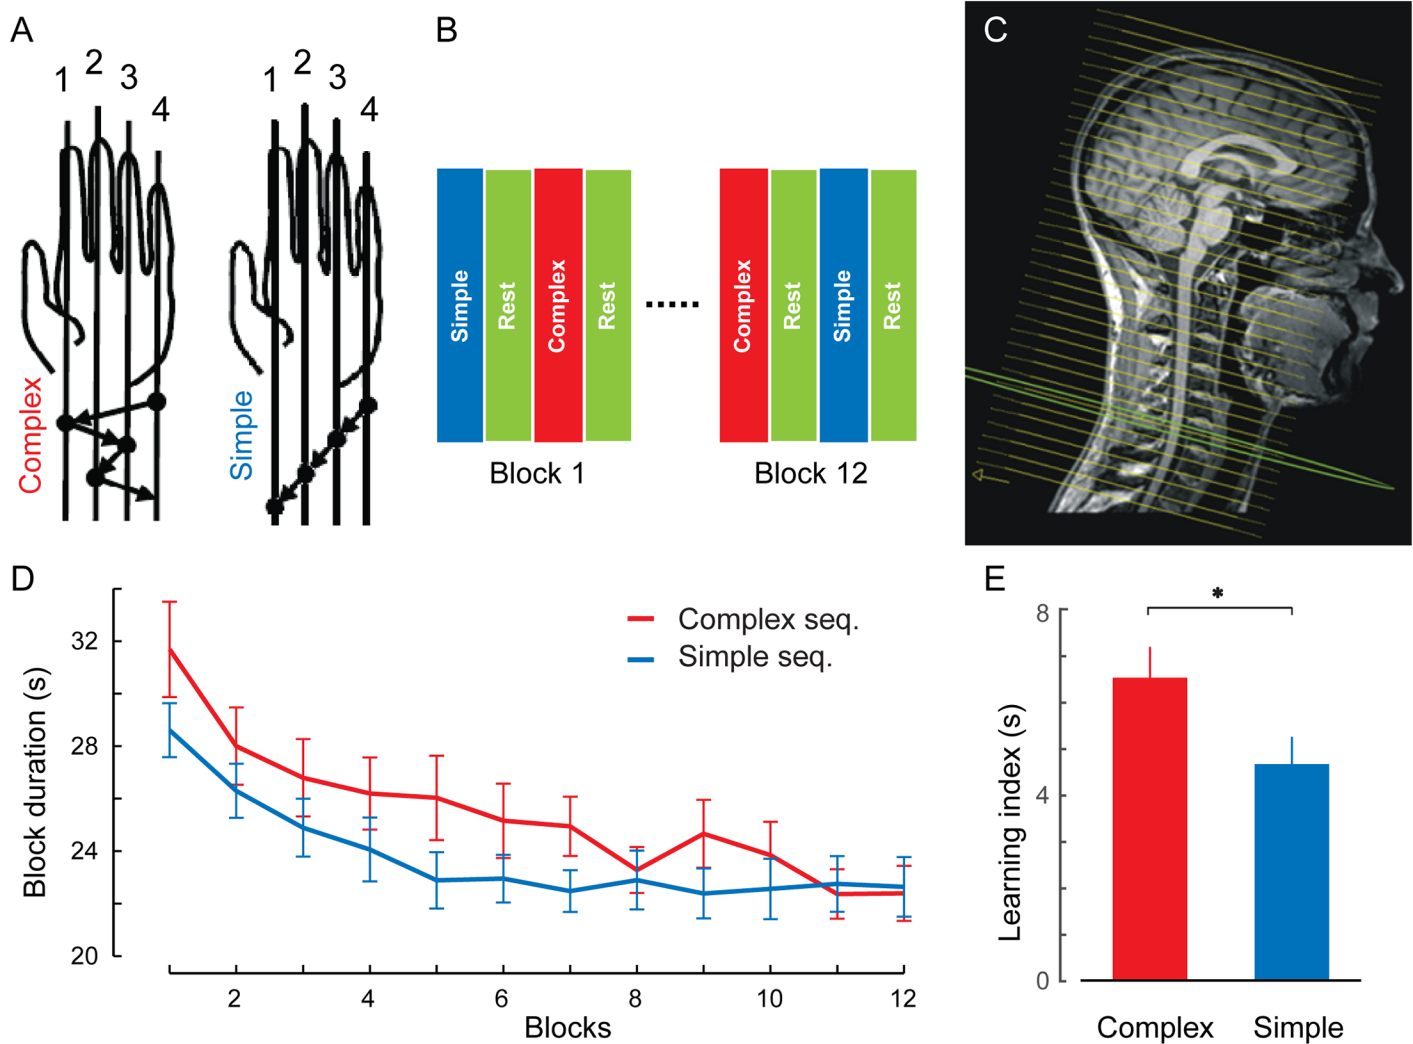 A
1 2 3 4
1 2 3 4
Complex
Simple
B
Simple
Rest
Complex
Rest
.....
Complex
Rest
Simple
Rest
Block 1
Block 12
C
D
Block duration (s)
32
28
24
20
2 4 6 8 10 12
Blocks
Complex seq.
Simple seq.
E
Learning index (s)
8
4
0
*
Complex Simple